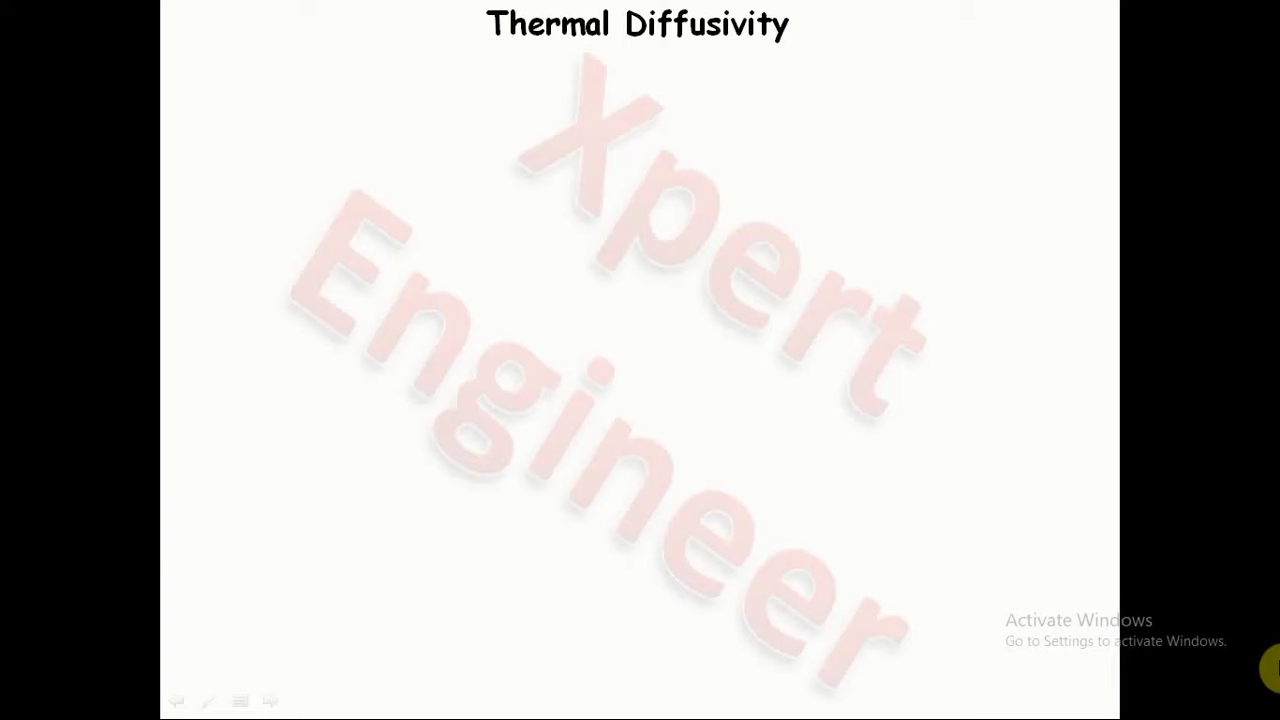 Thermal Diffusivity
Xpert
Engineer
Activate Windows
Go to Settings to activate Windows.